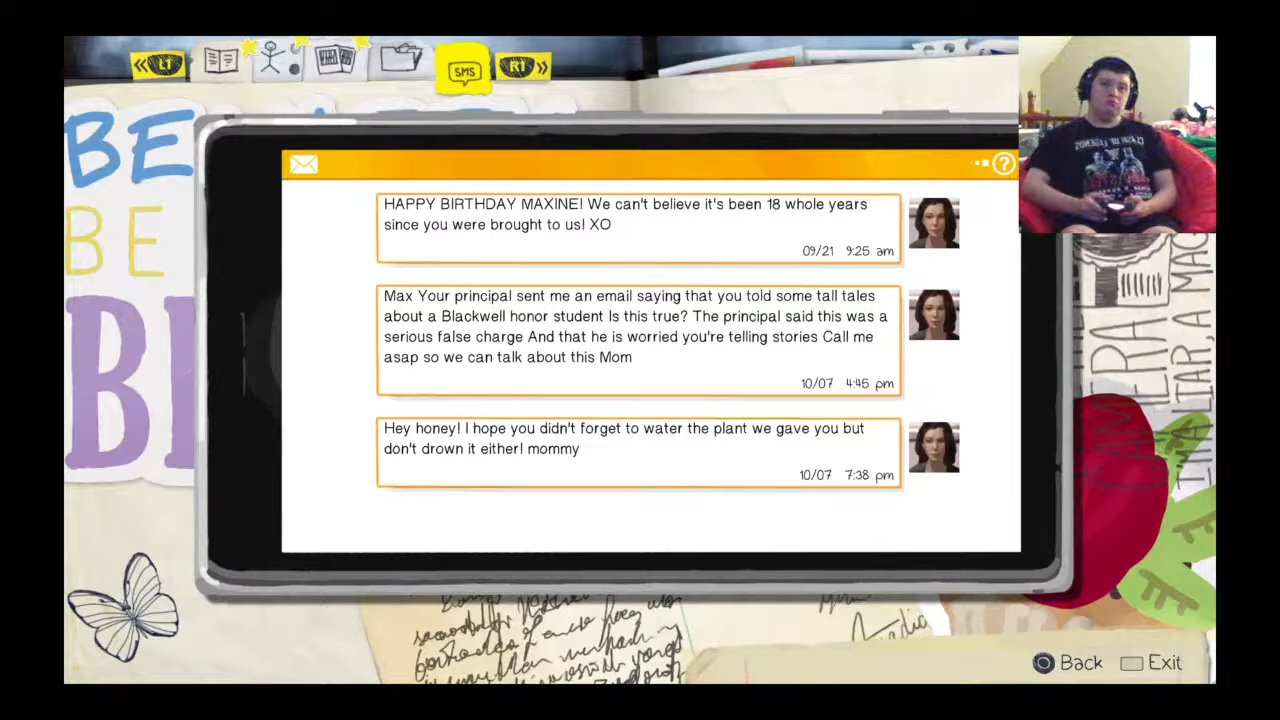 LT
SMS
R1
BE
BE
BE
HAPPY BIRTHDAY MAXINE! We can't believe it's been 18 whole years
since you were brought to us! XO
09/21 9:25 am
Max Your principal sent me an email saying that you told some tall tales
about a Blackwell honor student Is this true? The principal said this was a
serious false charge And that he is worried you're telling stories Call me
asap so we can talk about this Mom
10/07 4:45 pm
Hey honey! I hope you didn't forget to water the plant we gave you but
don't drown it either! mommy
10/07 7:38 pm
Back
Exit